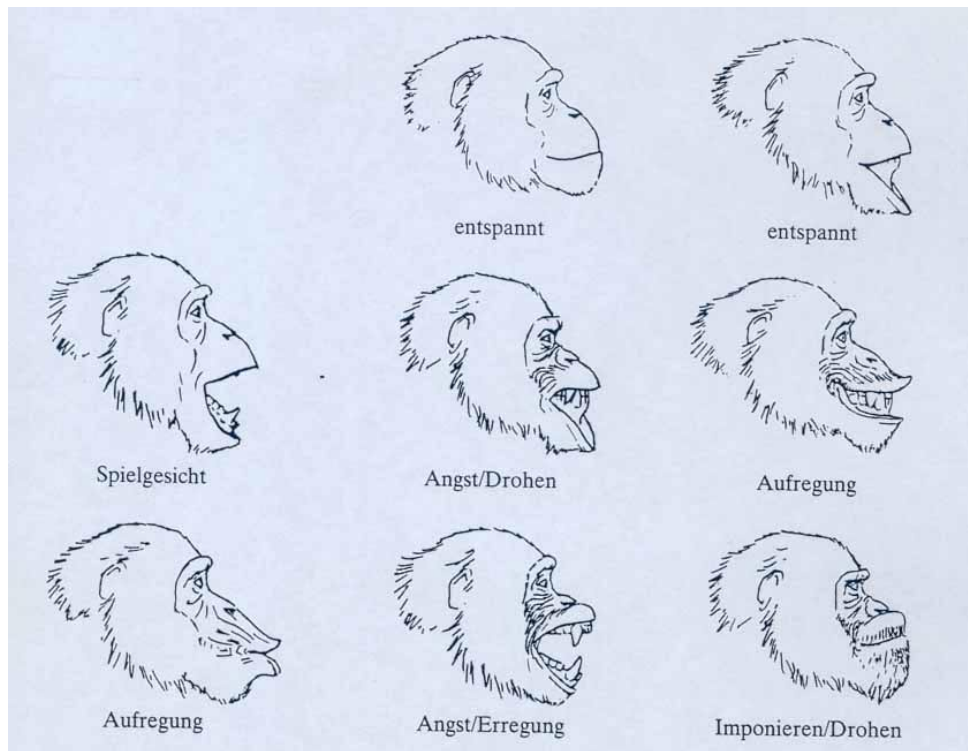 entspannt
entspannt
Spielgesicht
Angst/Drohen
Aufregung
Aufregung
Angst/Erregung
Imponieren/Drohen